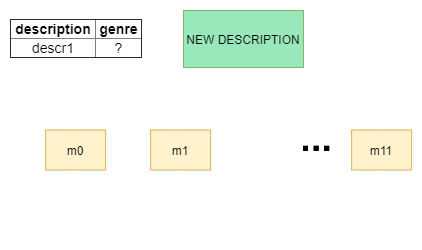 description genre
descr1 ?
NEW DESCRIPTION
m0 m1 ... m11